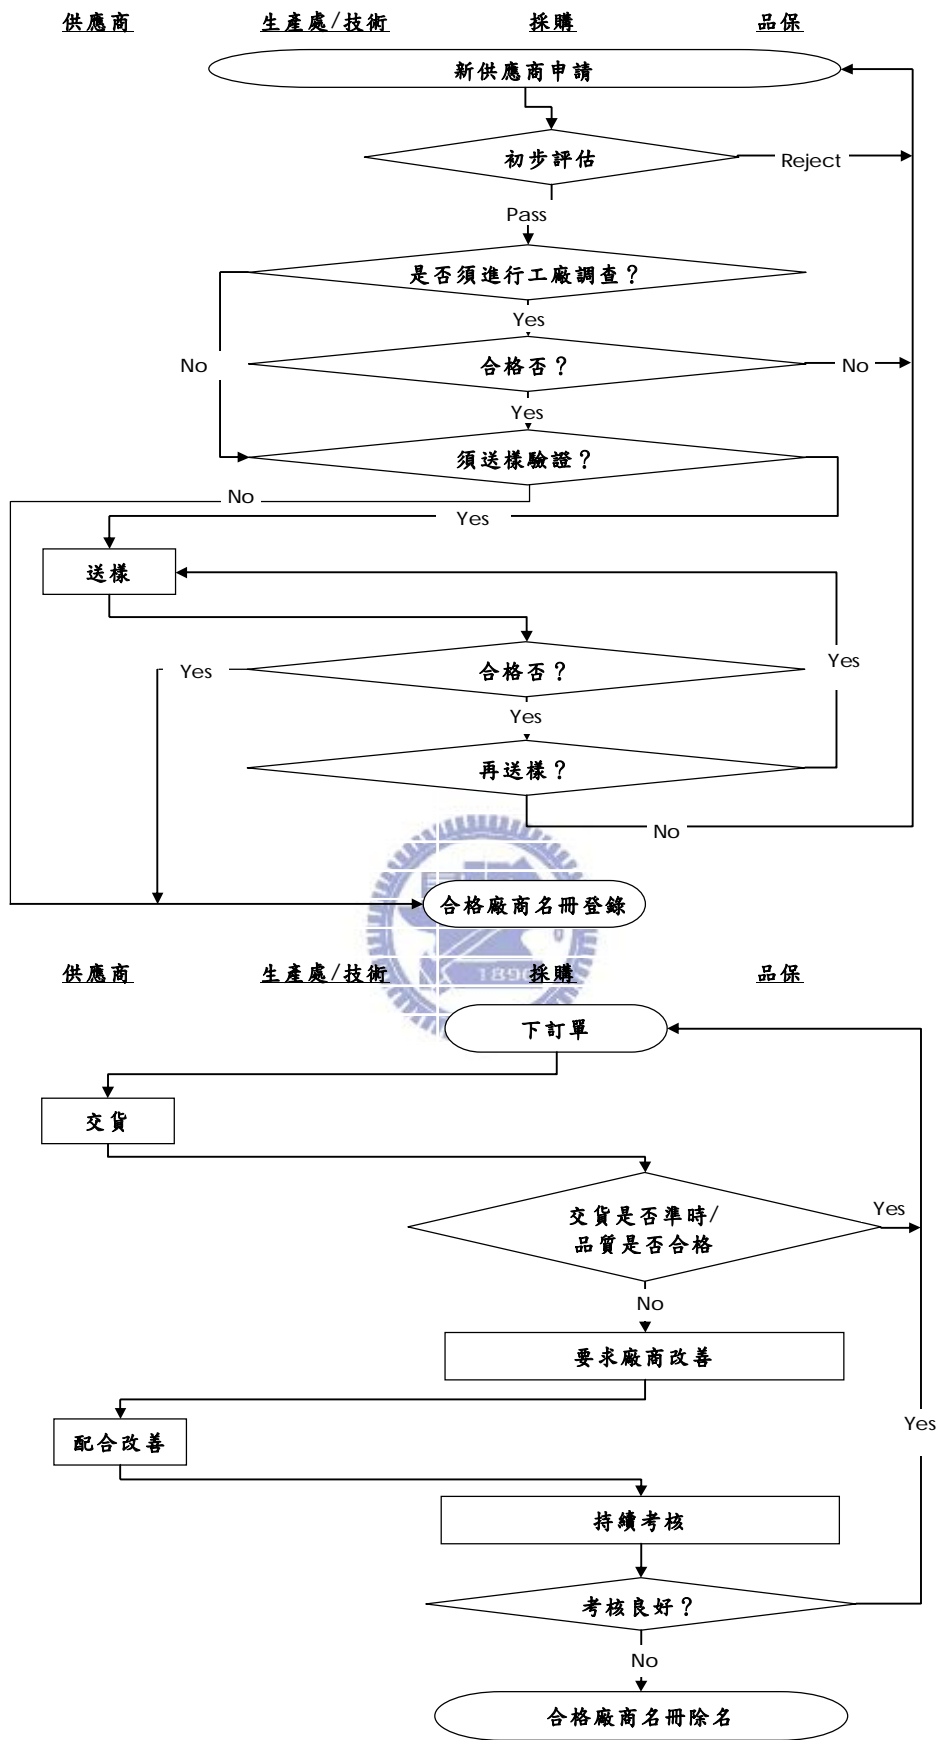 供應商 生產處/技術 採購 品保
新供應商申請
初步評估
Reject
Pass
是否須進行工廠調查？
Yes
No
合格否？
No
Yes
須送樣驗證？
No
Yes
送樣
Yes
合格否？
Yes
Yes
再送樣？
No
合格廠商名冊登錄
供應商 生產處/技術 採購 品保
1896
下訂單
交貨
交貨是否準時/
品質是否合格
Yes
No
要求廠商改善
Yes
配合改善
持續考核
考核良好？
No
合格廠商名冊除名